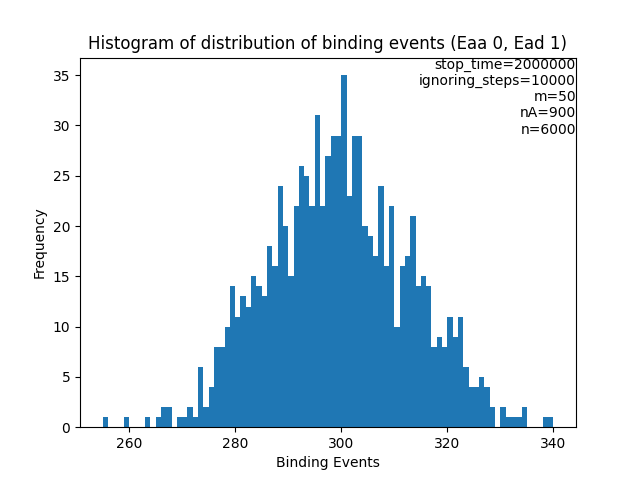 Histogram of distribution of binding events (Eaa 0, Ead 1)
stop_time=2000000
ignoring_steps=10000
m=50
nA=900
n=6000
35
30
25
20
15
10
5
0
Frequency
260
280
300
320
340
Binding Events